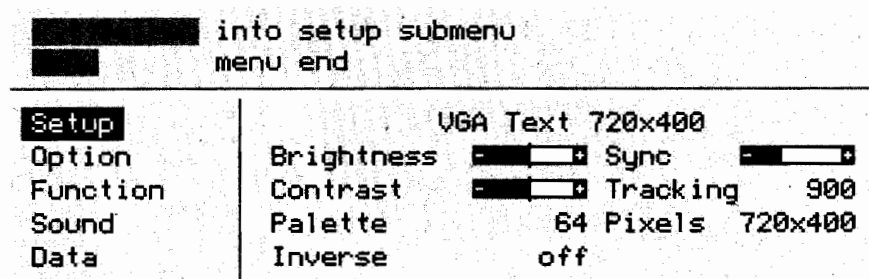 info setup submenu
menu end
Setup
VGA Text 720x400
Option
Brightness - + Sync - +
Function
Contrast - + Tracking 900
Sound
Palette 64 Pixels 720x400
Data
Inverse off